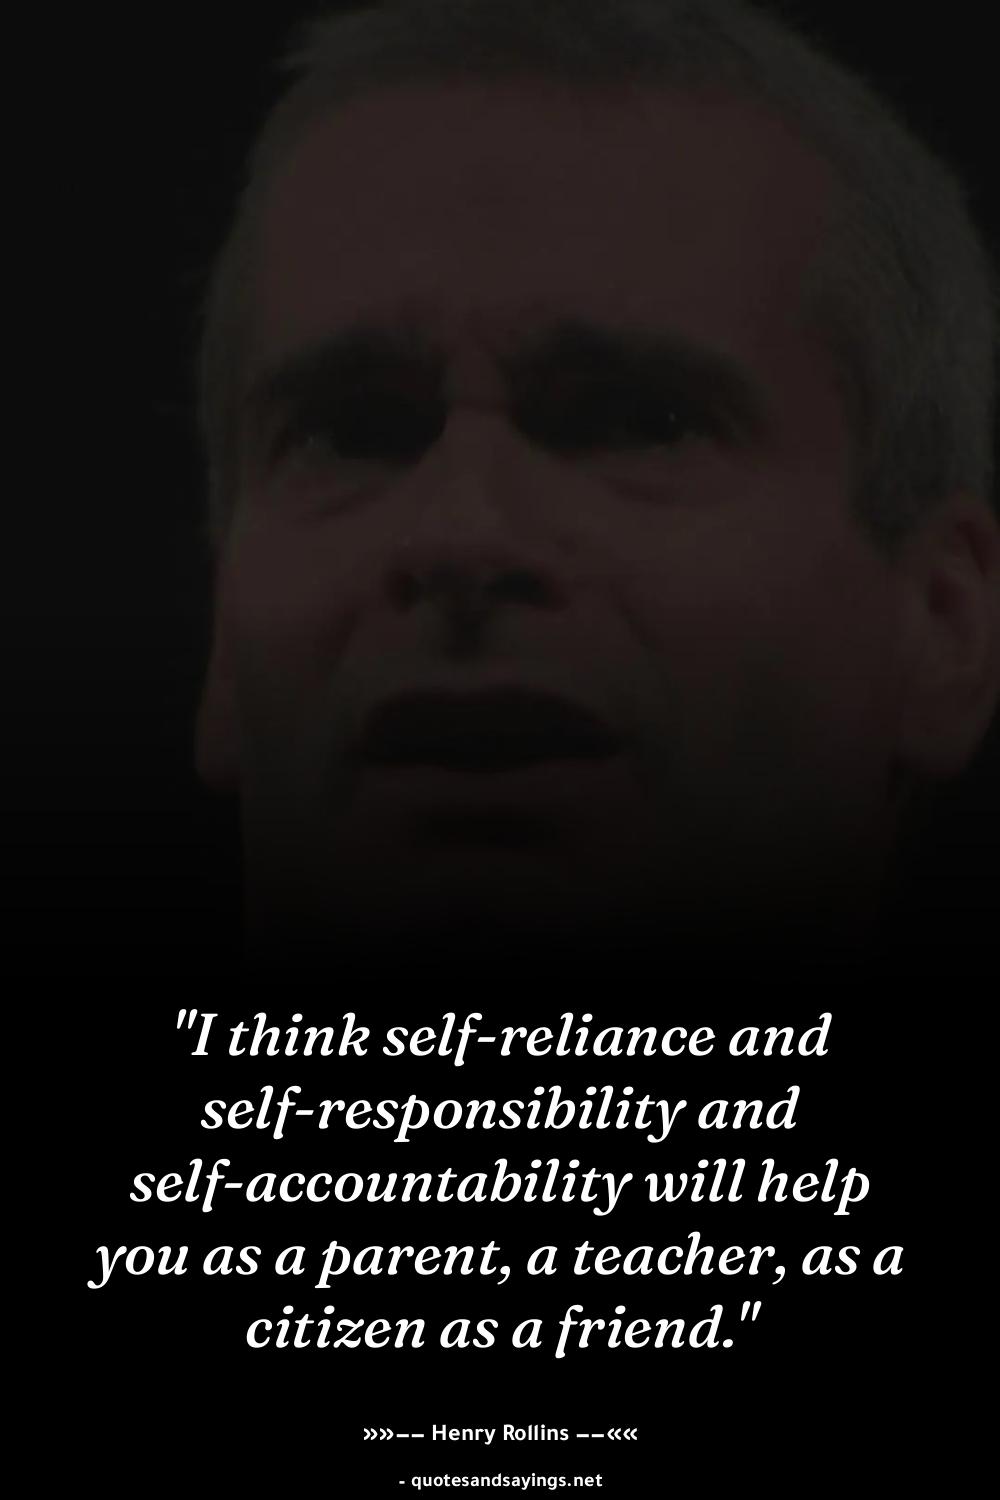 "I think self-reliance and
self-responsibility and
self-accountability will help
you as a parent, a teacher, as a
citizen as a friend."
»»−− Henry Rollins −−««
- quotesandsayings.net